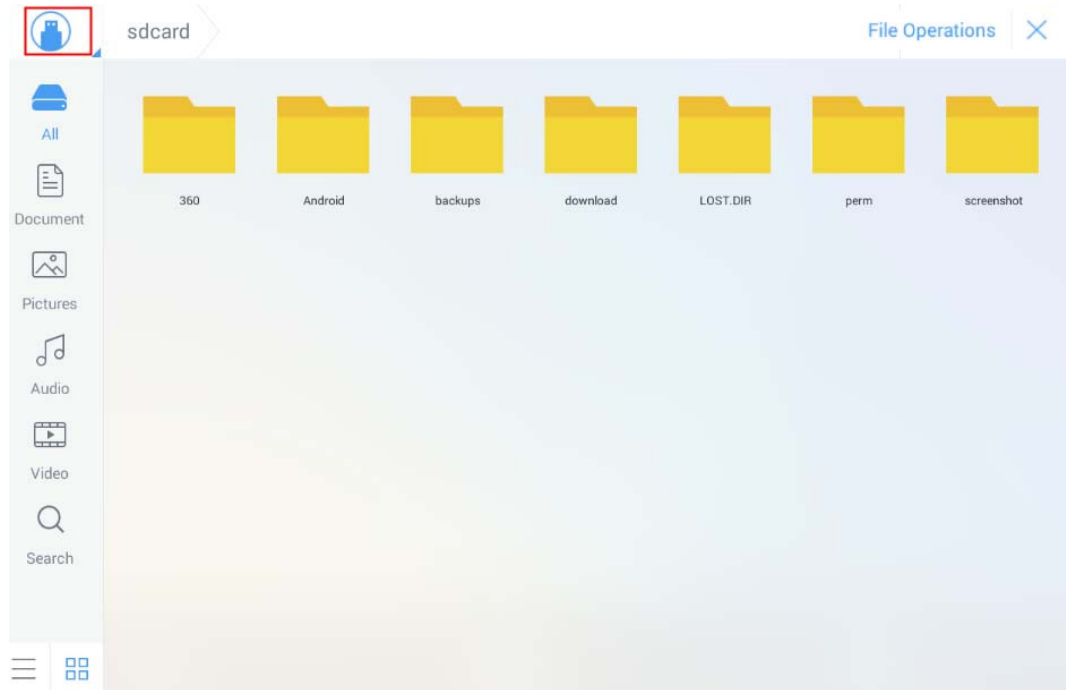 sdcard
File Operations
All
Document
Pictures
Audio
Video
Search
360
Android
backups
download
LOST.DIR
perm
screenshot